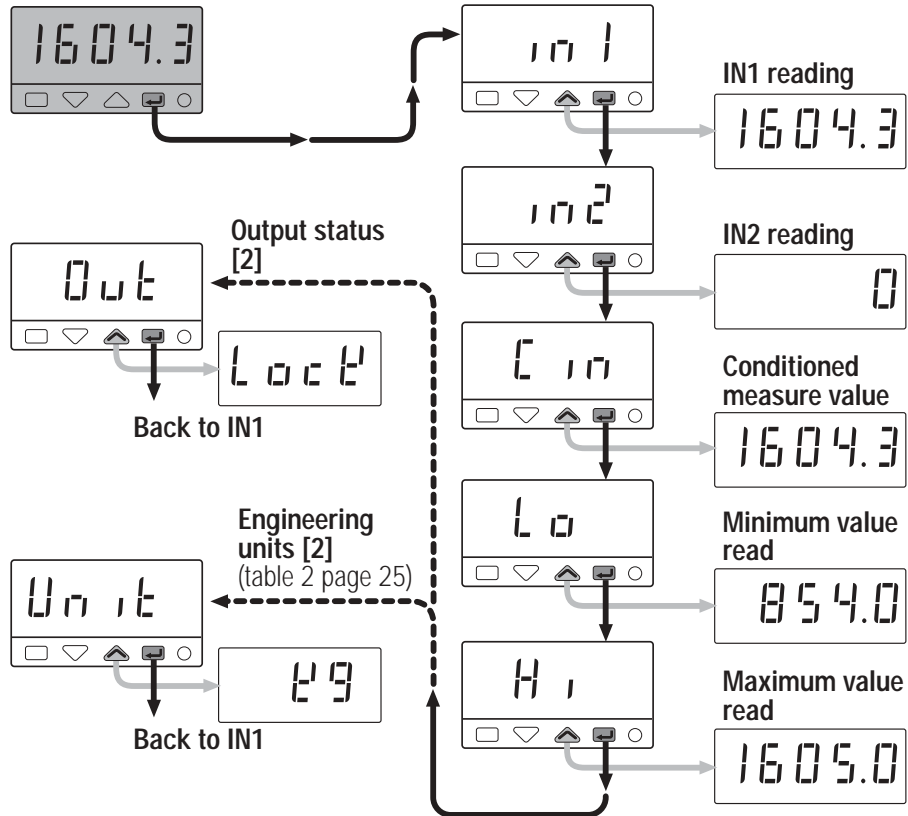 1604.3
in1
IN1 reading
1604.3
in2
IN2 reading
0
Cin
Conditioned
measure value
1604.3
Lo
Minimum value
read
854.0
Hi
Maximum value
read
1605.0
Output status
[2]
Out
Lock
Back to IN1
Engineering
units [2]
(table 2 page 25)
Unit
kg
Back to IN1